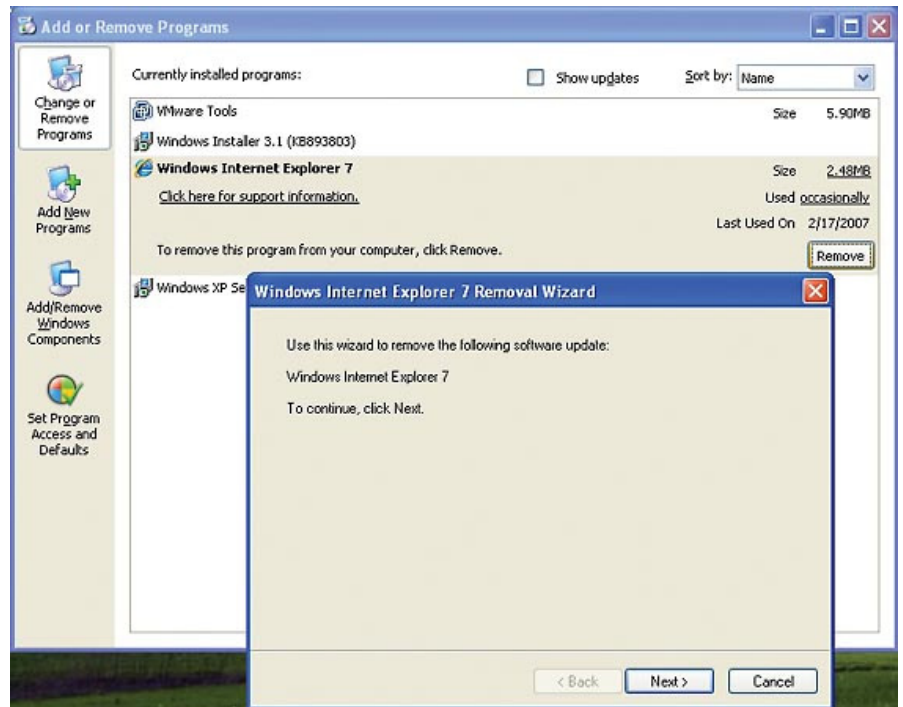 Add or Remove Programs
Change or
Remove
Programs
Add New
Programs
Add/Remove
Windows
Components
Set Program
Access and
Defaults
Currently installed programs:
Show updates
Sort by: Name
VMware Tools Size 5.90MB
Windows Installer 3.1 (KB893803)
Windows Internet Explorer 7 Size 2.48MB
Click here for support information. Used occasionally
Last Used On 2/17/2007
To remove this program from your computer, click Remove. Remove
Windows XP Se
Windows Internet Explorer 7 Removal Wizard
Use this wizard to remove the following software update:
Windows Internet Explorer 7
To continue, click Next.
< Back Next > Cancel